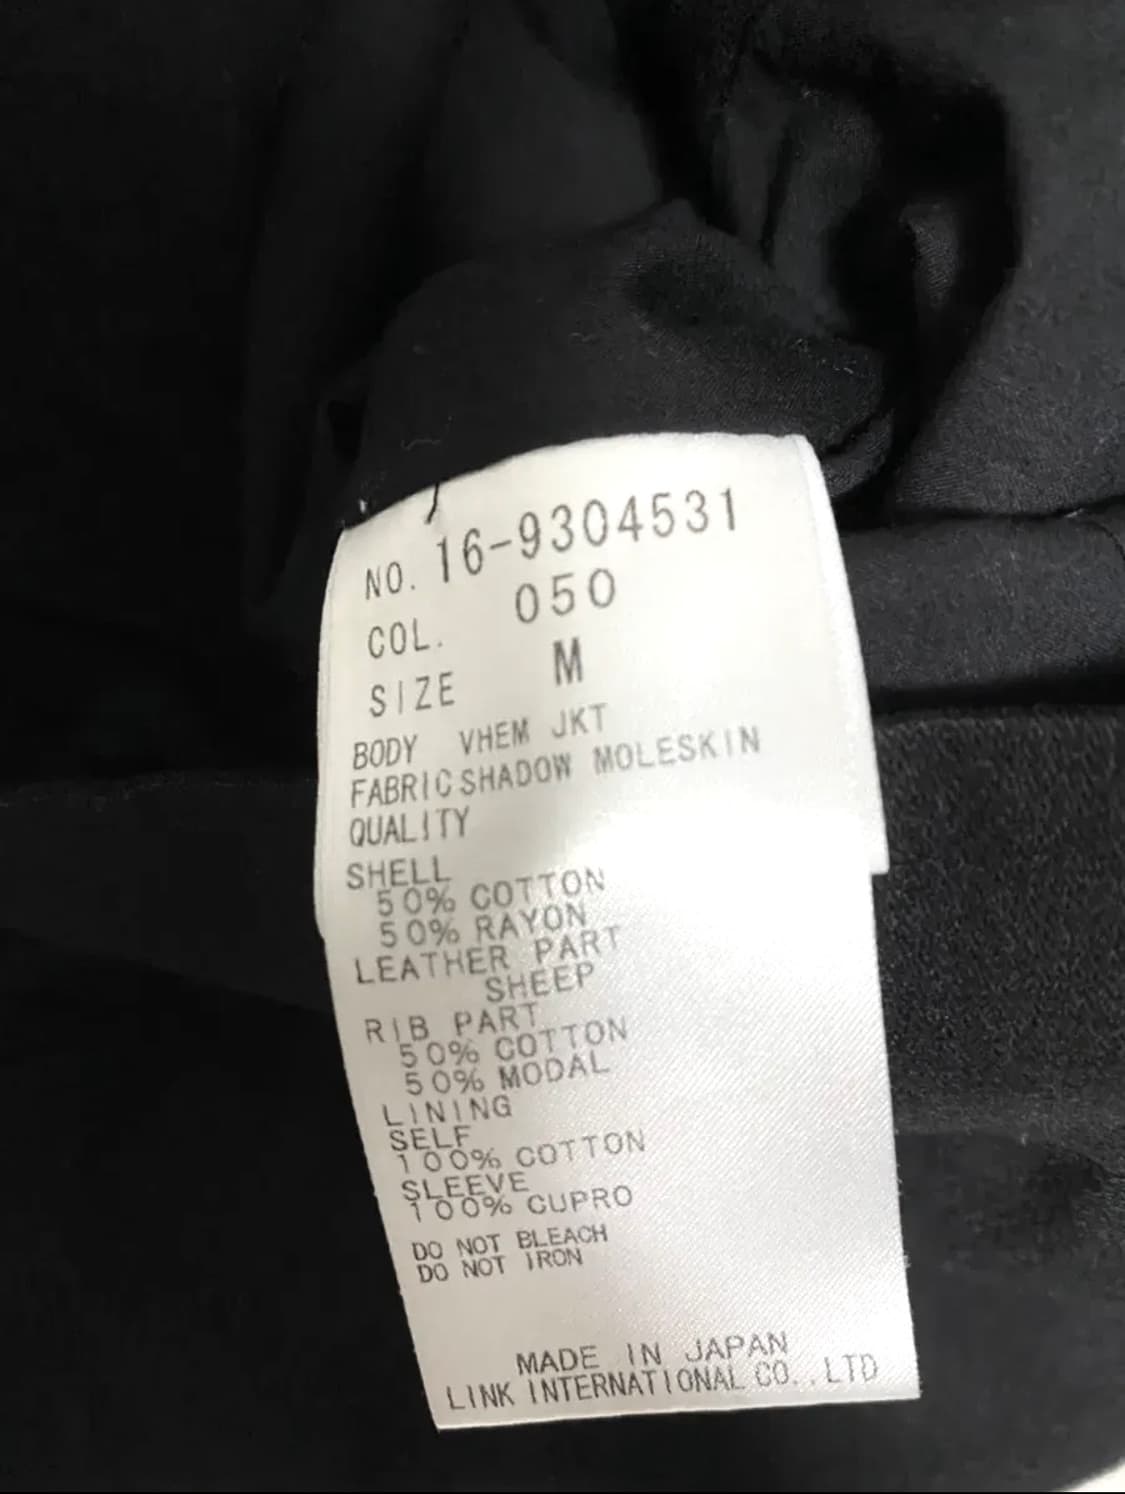 NO. 16-9304531
COL. 050
SIZE M
BODY VHEM JKT
FABRIC SHADOW MOLESKIN
QUALITY
SHELL
50% COTTON
50% RAYON
LEATHER PART
SHEEP
RIB PART
50% COTTON
50% MODAL
LINING
SELF
100% COTTON
SLEEVE
100% CUPRO
DO NOT BLEACH
DO NOT IRON
MADE IN JAPAN
LINK INTERNATIONAL CO.,LTD